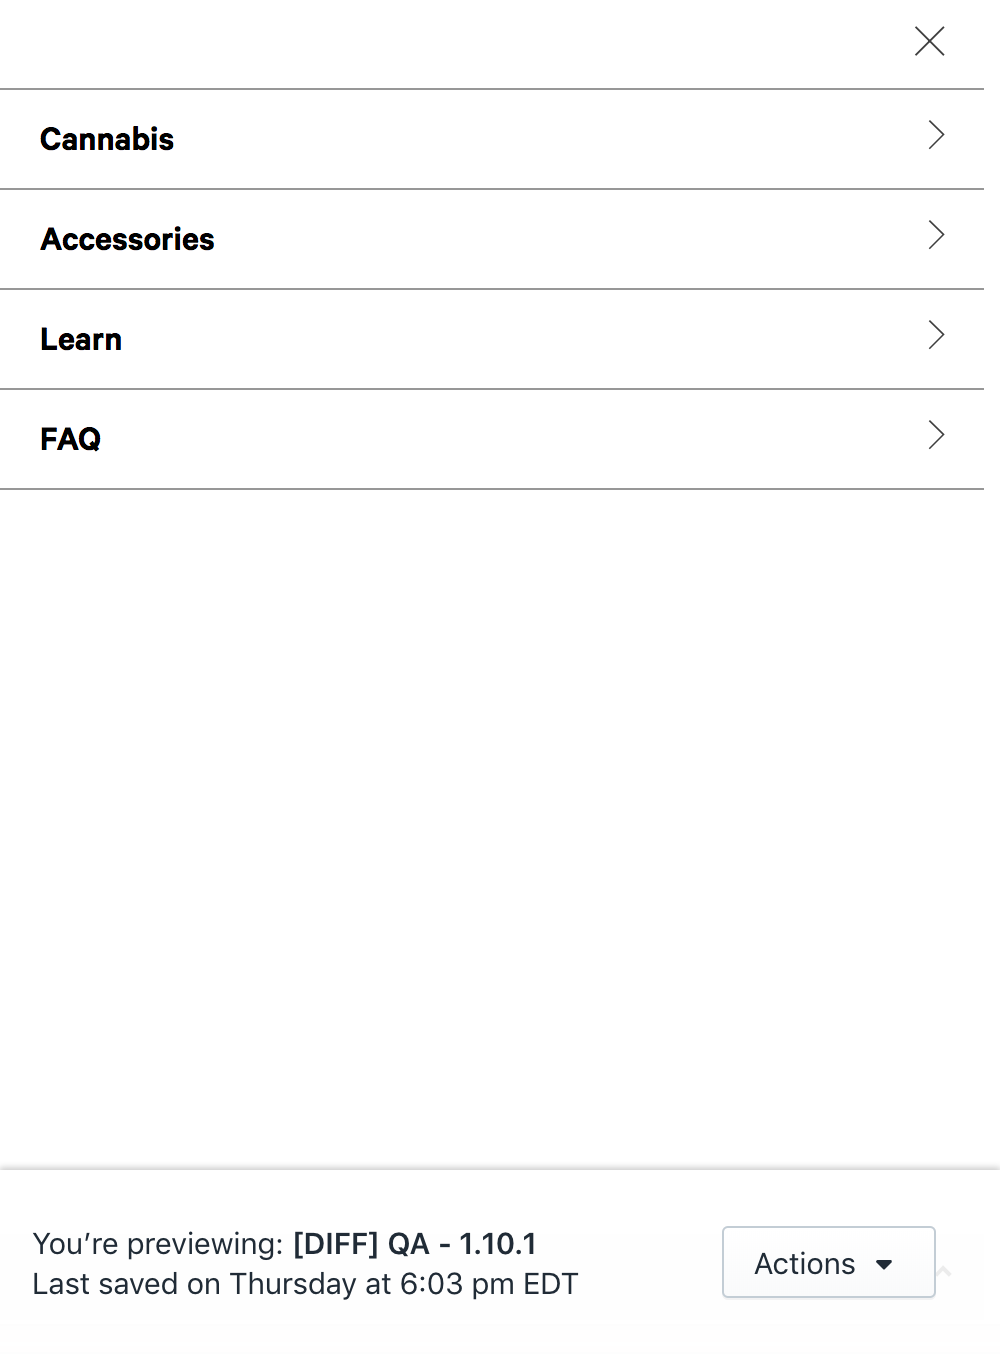 Cannabis
Accessories
Learn
FAQ
You’re previewing: [DIFF] QA - 1.10.1
Last saved on Thursday at 6:03 pm EDT
Actions